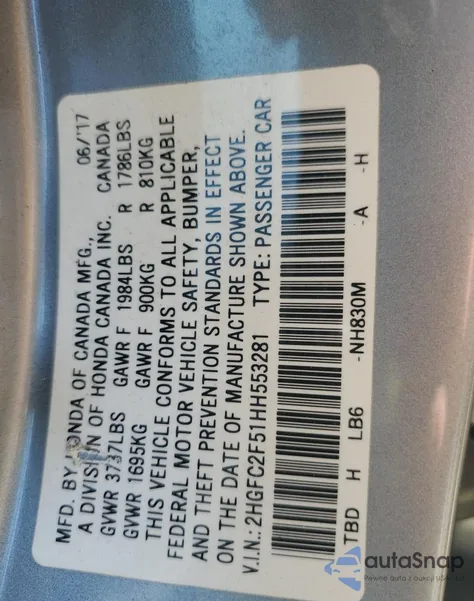 MFD. BY HONDA OF CANADA MFG., 06/17
A DIVISION OF HONDA CANADA INC. CANADA
GVWR 3737LBS GAWR F 1984LBS R 1786LBS
GVWR 1695KG GAWR F 900KG R 810KG
THIS VEHICLE CONFORMS TO ALL APPLICABLE
FEDERAL MOTOR VEHICLE SAFETY, BUMPER,
AND THEFT PREVENTION STANDARDS IN EFFECT
ON THE DATE OF MANUFACTURE SHOWN ABOVE.
V.I.N.: 2HGFC2F51HH553281 TYPE: PASSENGER CAR
TBD H LB6 -NH830M -A -H
autaSnap